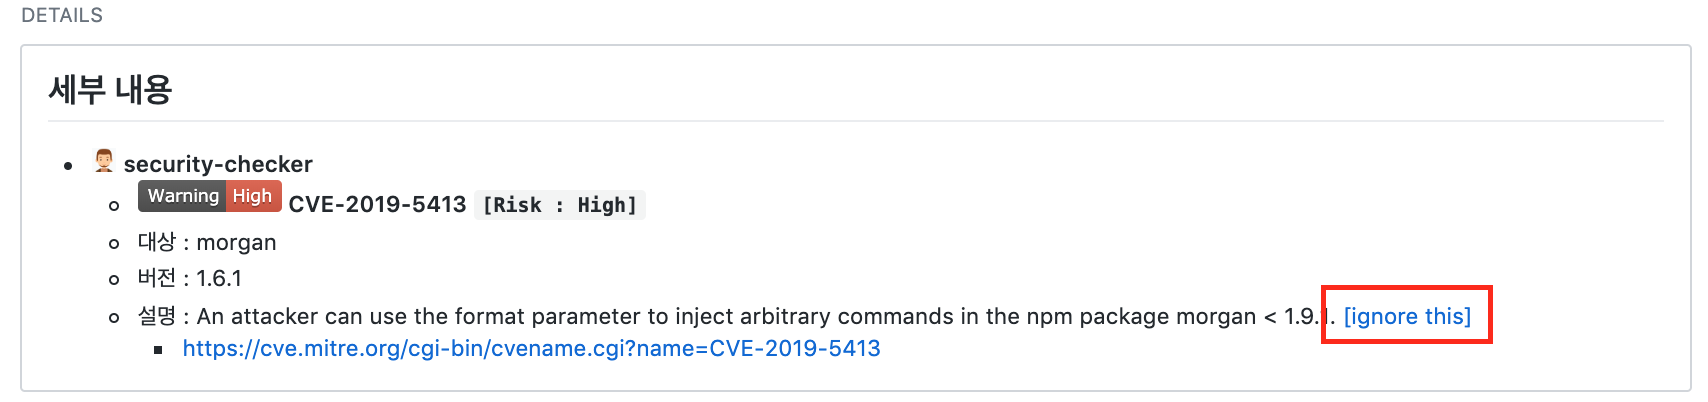 DETAILS
세부 내용
security-checker
Warning High CVE-2019-5413 [Risk : High]
대상 : morgan
버전 : 1.6.1
설명 : An attacker can use the format parameter to inject arbitrary commands in the npm package morgan < 1.9.1. [ignore this]
https://cve.mitre.org/cgi-bin/cvename.cgi?name=CVE-2019-5413